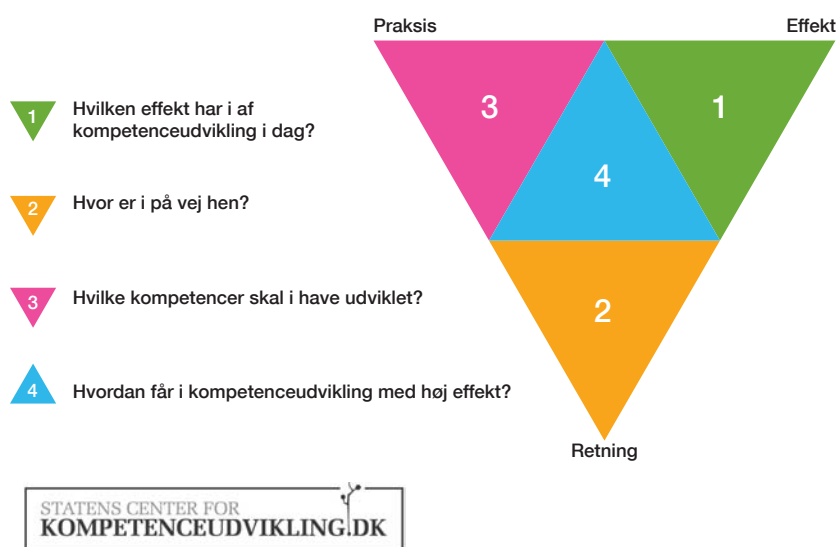 Praksis
Effekt
1
Hvilken effekt har i af
kompetenceudvikling i dag?
2
Hvor er i på vej hen?
3
Hvilke kompetencer skal i have udviklet?
4
Hvordan får i kompetenceudvikling med høj effekt?
3
1
4
2
Retning
STATENS CENTER FOR
KOMPETENCEUDVIKLING.DK